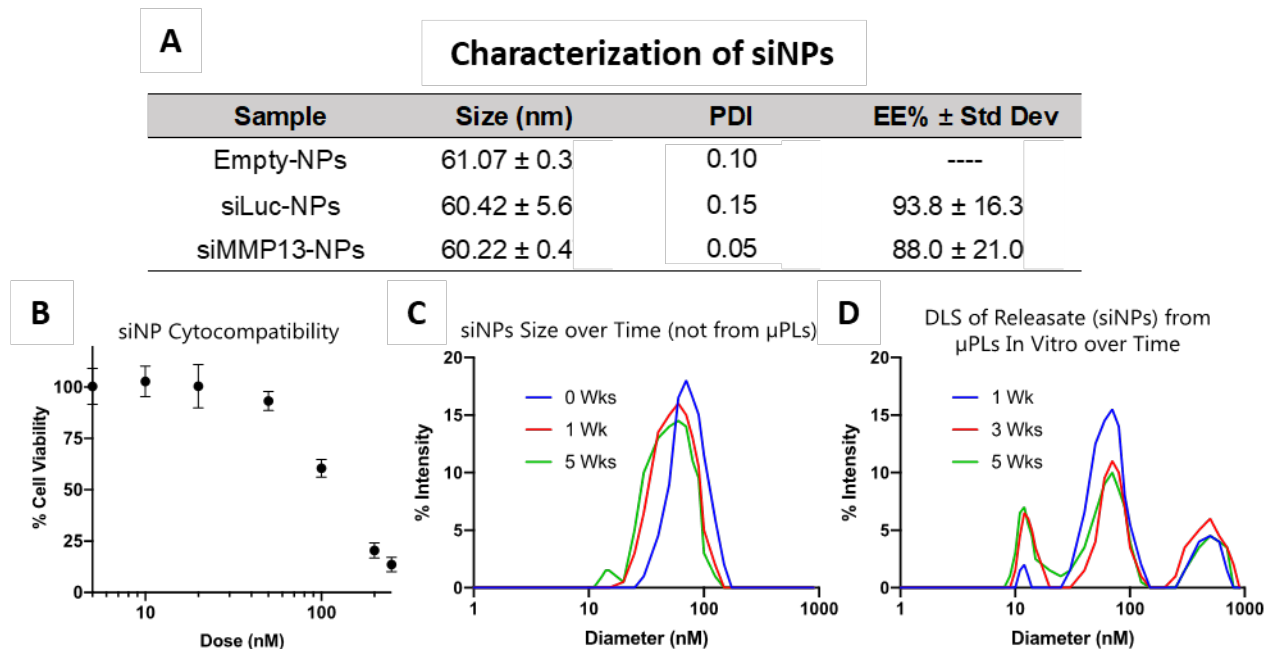 A
Characterization of siNPs
Sample Size (nm) PDI EE% ± Std Dev
Empty-NPs 61.07 ± 0.3 0.10 ----
siLuc-NPs 60.42 ± 5.6 0.15 93.8 ± 16.3
siMMP13-NPs 60.22 ± 0.4 0.05 88.0 ± 21.0
B
siNP Cytocompatibility
% Cell Viability
100
75
50
25
0
10 100
Dose (nM)
C
siNPs Size over Time (not from µPLs)
% Intensity
20
15
10
5
0
0 Wks
1 Wk
5 Wks
1 10 100 1000
Diameter (nM)
D
DLS of Releasate (siNPs) from
µPLs In Vitro over Time
% Intensity
20
15
10
5
0
1 Wk
3 Wks
5 Wks
1 10 100 1000
Diameter (nM)